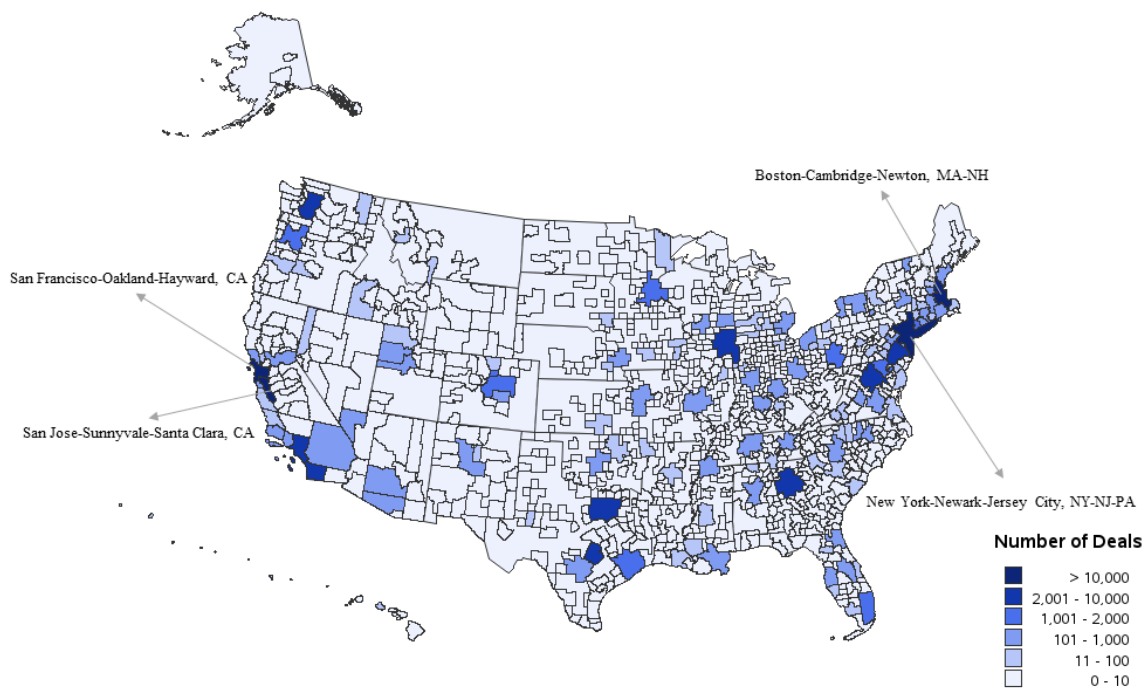 Boston-Cambridge-Newton, MA-NH
San Francisco-Oakland-Hayward, CA
San Jose-Sunnyvale-Santa Clara, CA
New York-Newark-Jersey City, NY-NJ-PA
Number of Deals
> 10,000
2,001 - 10,000
1,001 - 2,000
101 - 1,000
11 - 100
0 - 10